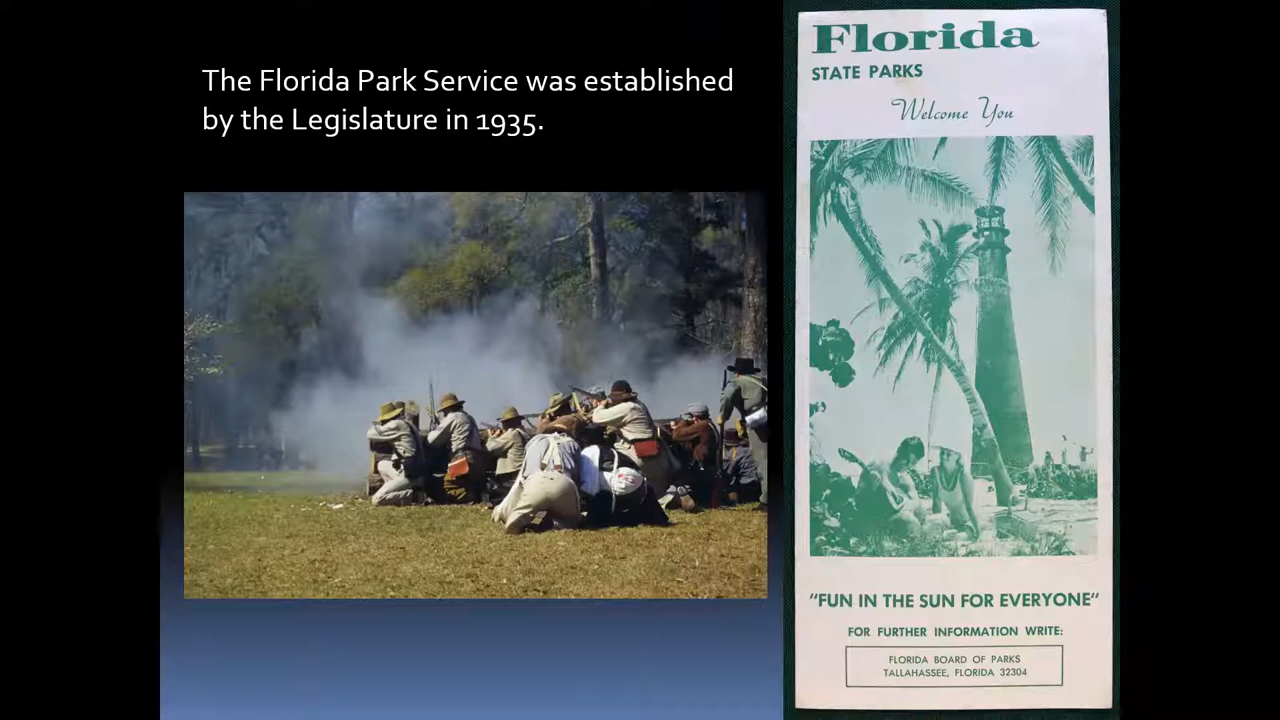 The Florida Park Service was established
by the Legislature in 1935.
Florida
STATE PARKS
Welcome You
"FUN IN THE SUN FOR EVERYONE"
FOR FURTHER INFORMATION WRITE:
FLORIDA BOARD OF PARKS
TALLAHASSEE, FLORIDA 32304